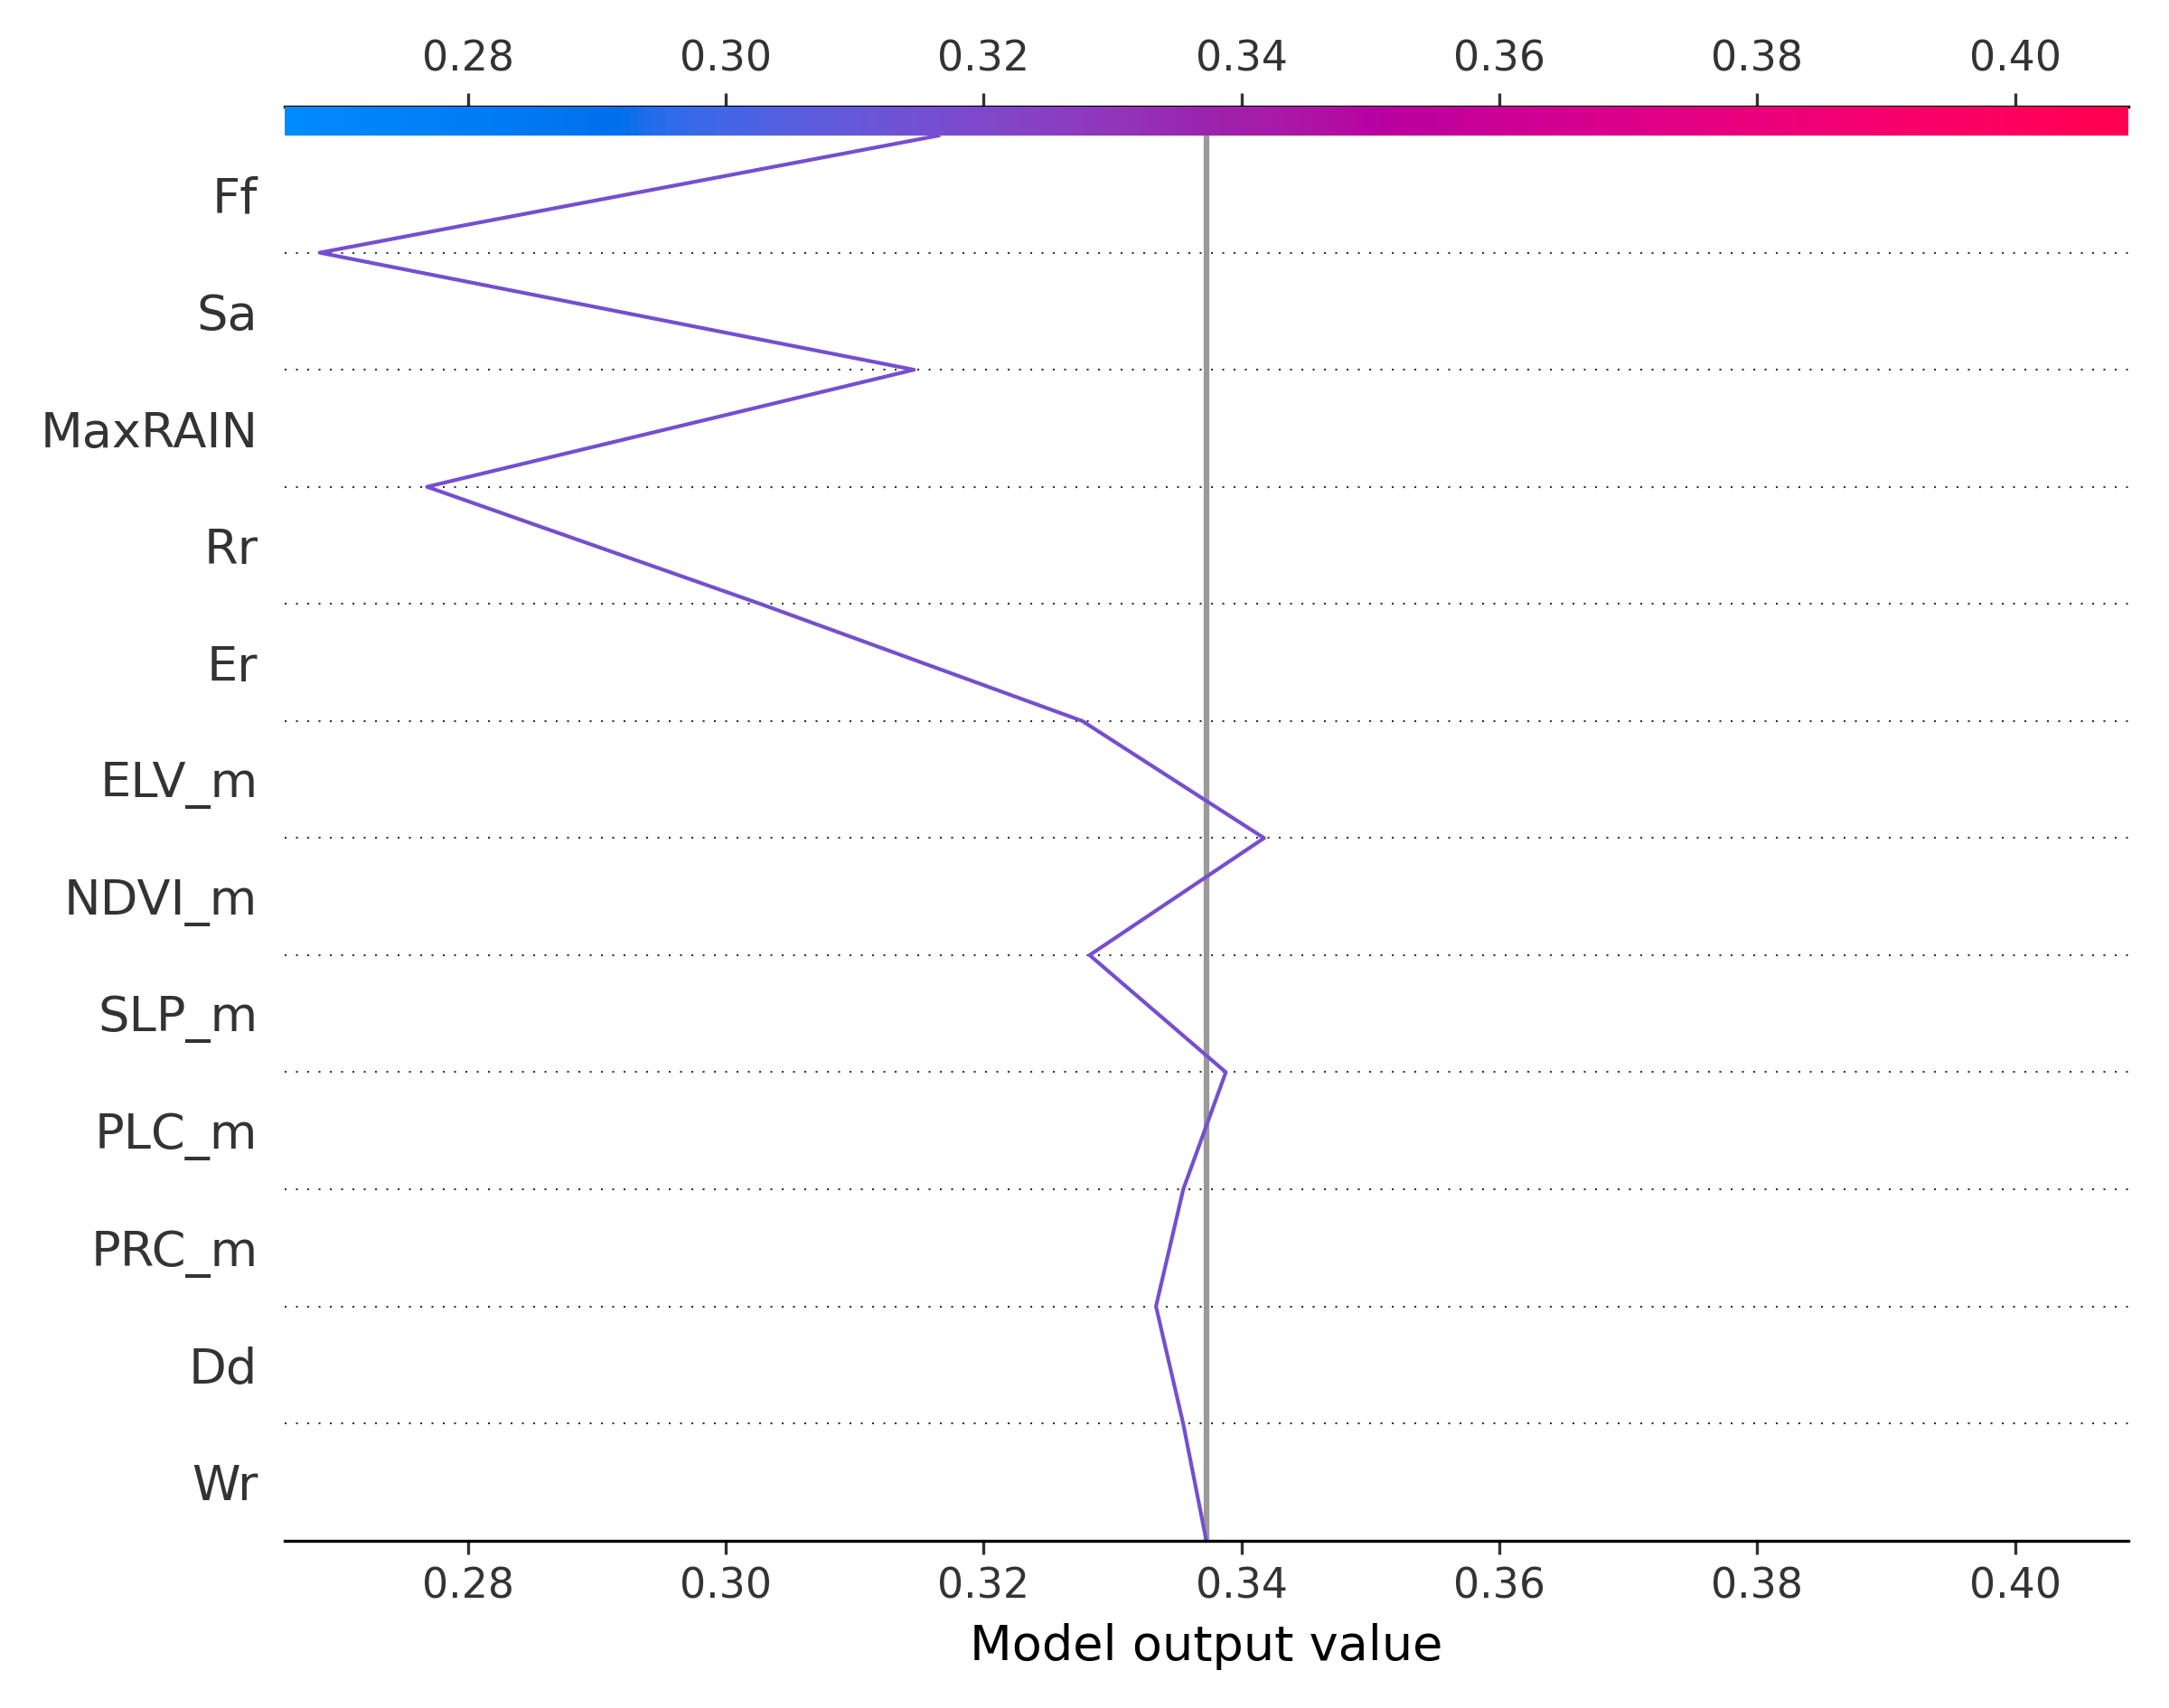 0.28 0.30 0.32 0.34 0.36 0.38 0.40
Ff
Sa
MaxRAIN
Rr
Er
ELV_m
NDVI_m
SLP_m
PLC_m
PRC_m
Dd
Wr
0.28 0.30 0.32 0.34 0.36 0.38 0.40
Model output value